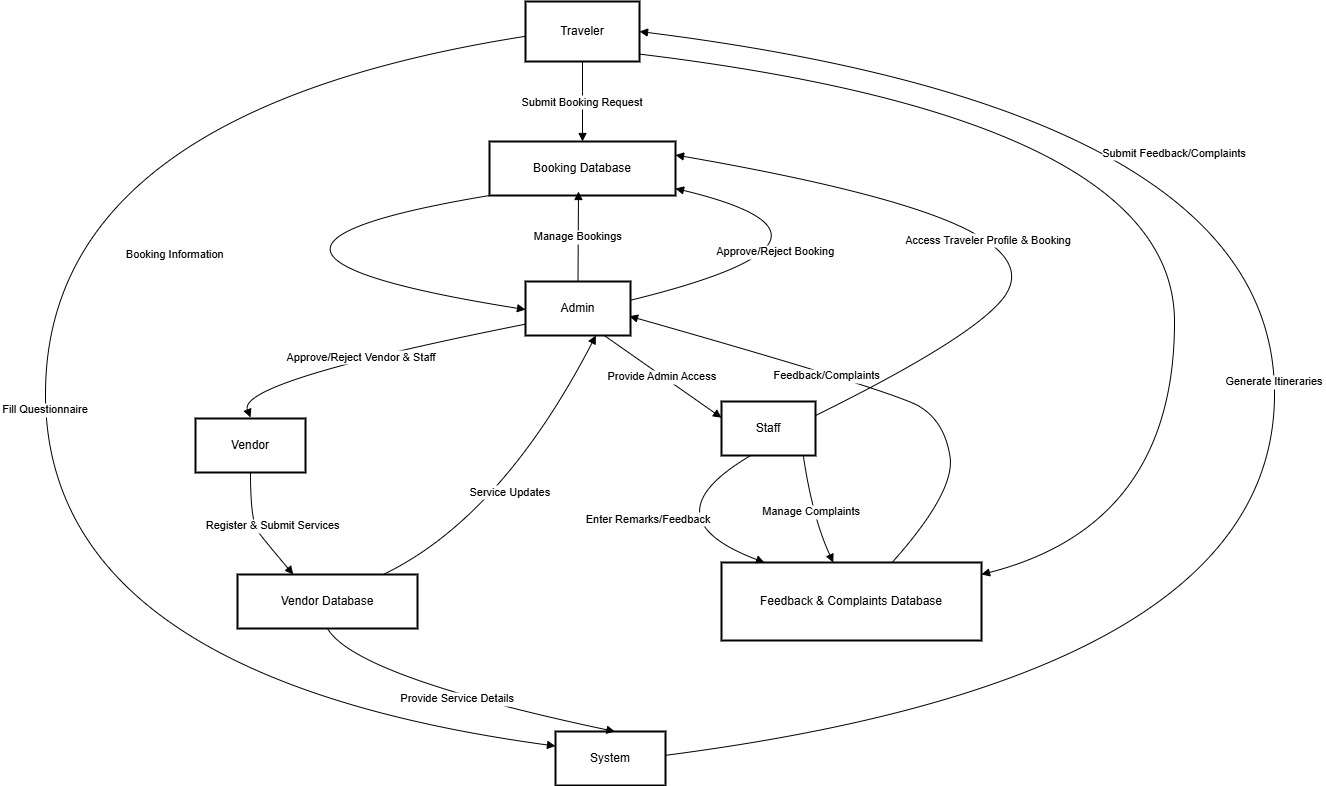 Traveler
Submit Booking Request
Submit Feedback/Complaints
Booking Database
Manage Bookings
Access Traveler Profile & Booking
Approve/Reject Booking
Booking Information
Admin
Approve/Reject Vendor & Staff
Provide Admin Access
Feedback/Complaints
Generate Itineraries
Fill Questionnaire
Staff
Vendor
Service Updates
Manage Complaints
Enter Remarks/Feedback
Register & Submit Services
Vendor Database
Feedback & Complaints Database
Provide Service Details
System